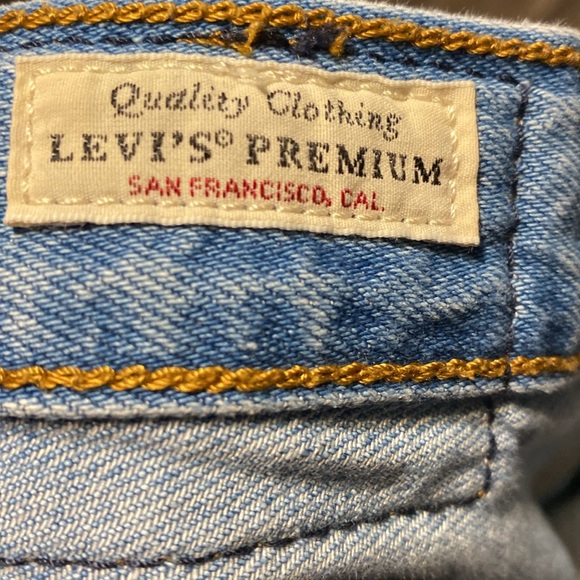 Quality Clothing
LEVI'S® PREMIUM
SAN FRANCISCO, CAL.